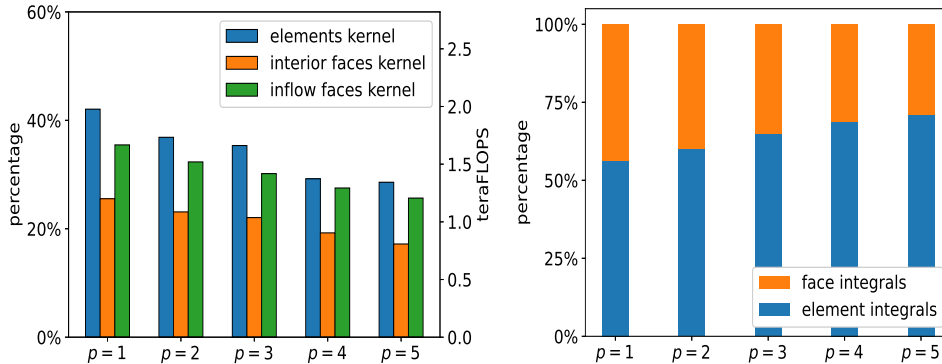 60%
40%
20%
0%
percentage
elements kernel
interior faces kernel
inflow faces kernel
2.5
2.0
1.5
1.0
0.5
0.0
teraFLOPS
p = 1
p = 2
p = 3
p = 4
p = 5
100%
75%
50%
25%
0%
percentage
face integrals
element integrals
p = 1
p = 2
p = 3
p = 4
p = 5